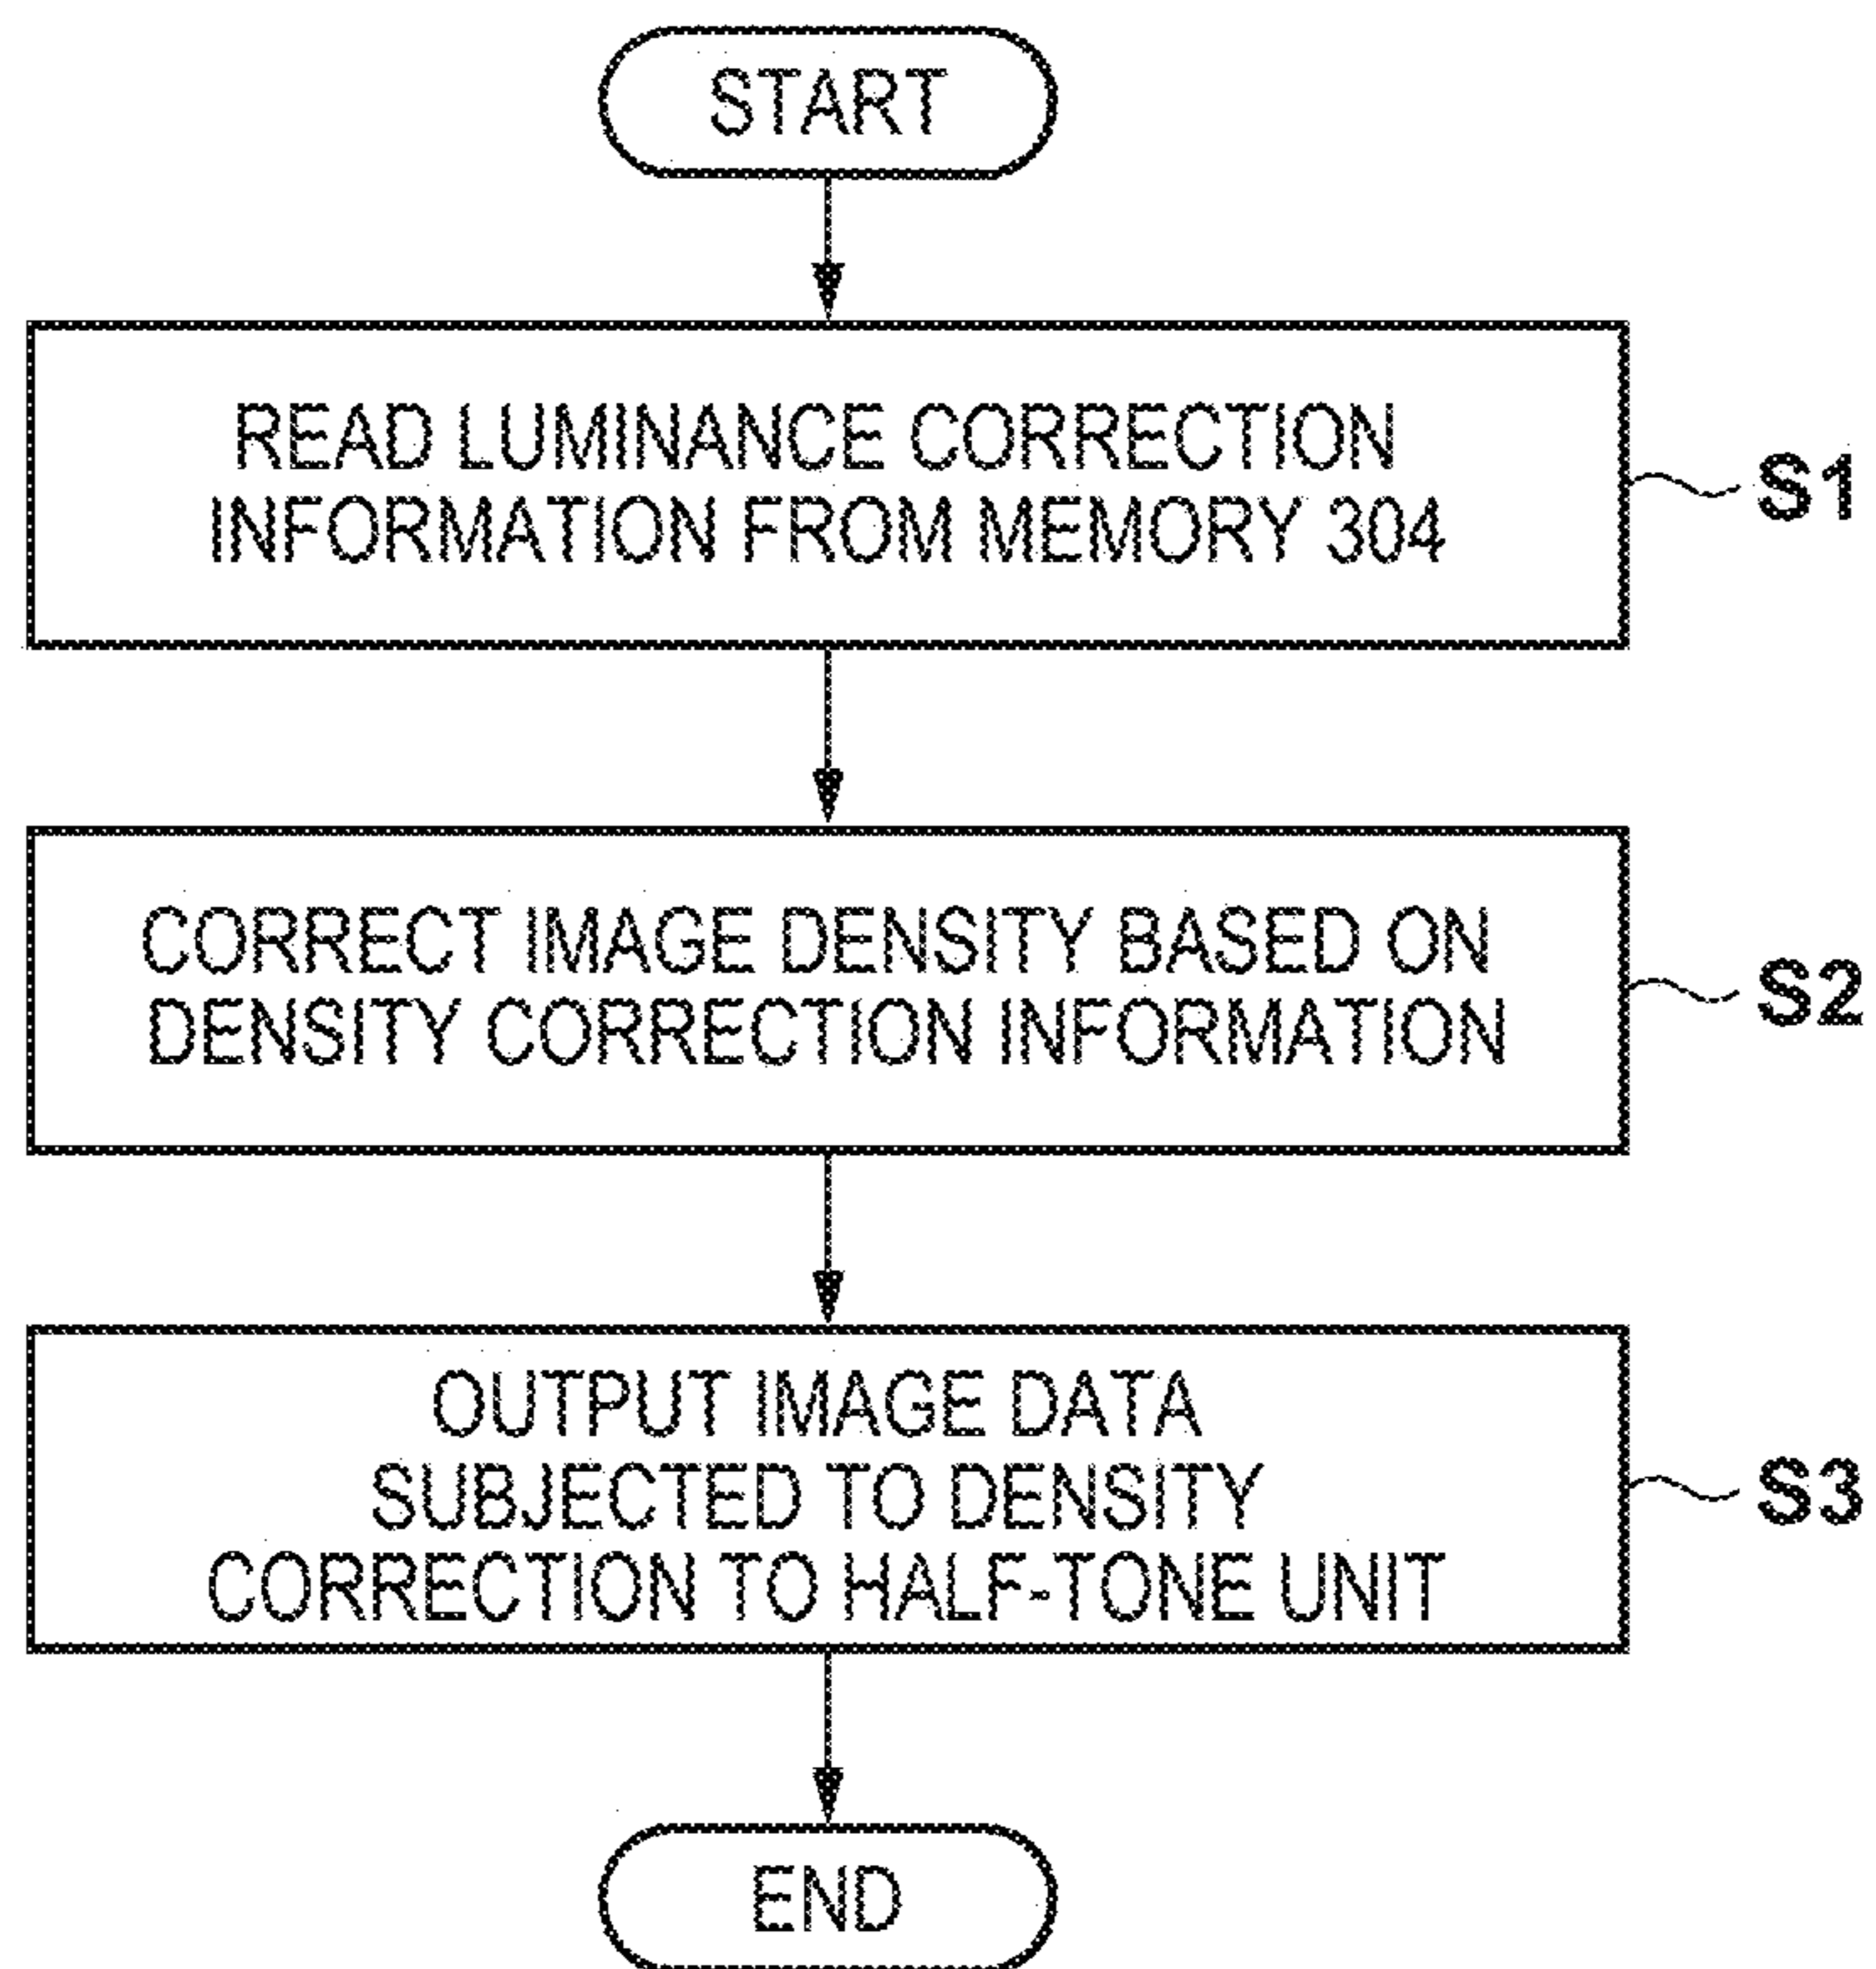 START
READ LUMINANCE CORRECTION
INFORMATION FROM MEMORY 304
S1
CORRECT IMAGE DENSITY BASED ON
DENSITY CORRECTION INFORMATION
S2
OUTPUT IMAGE DATA
SUBJECTED TO DENSITY
CORRECTION TO HALF-TONE UNIT
S3
END